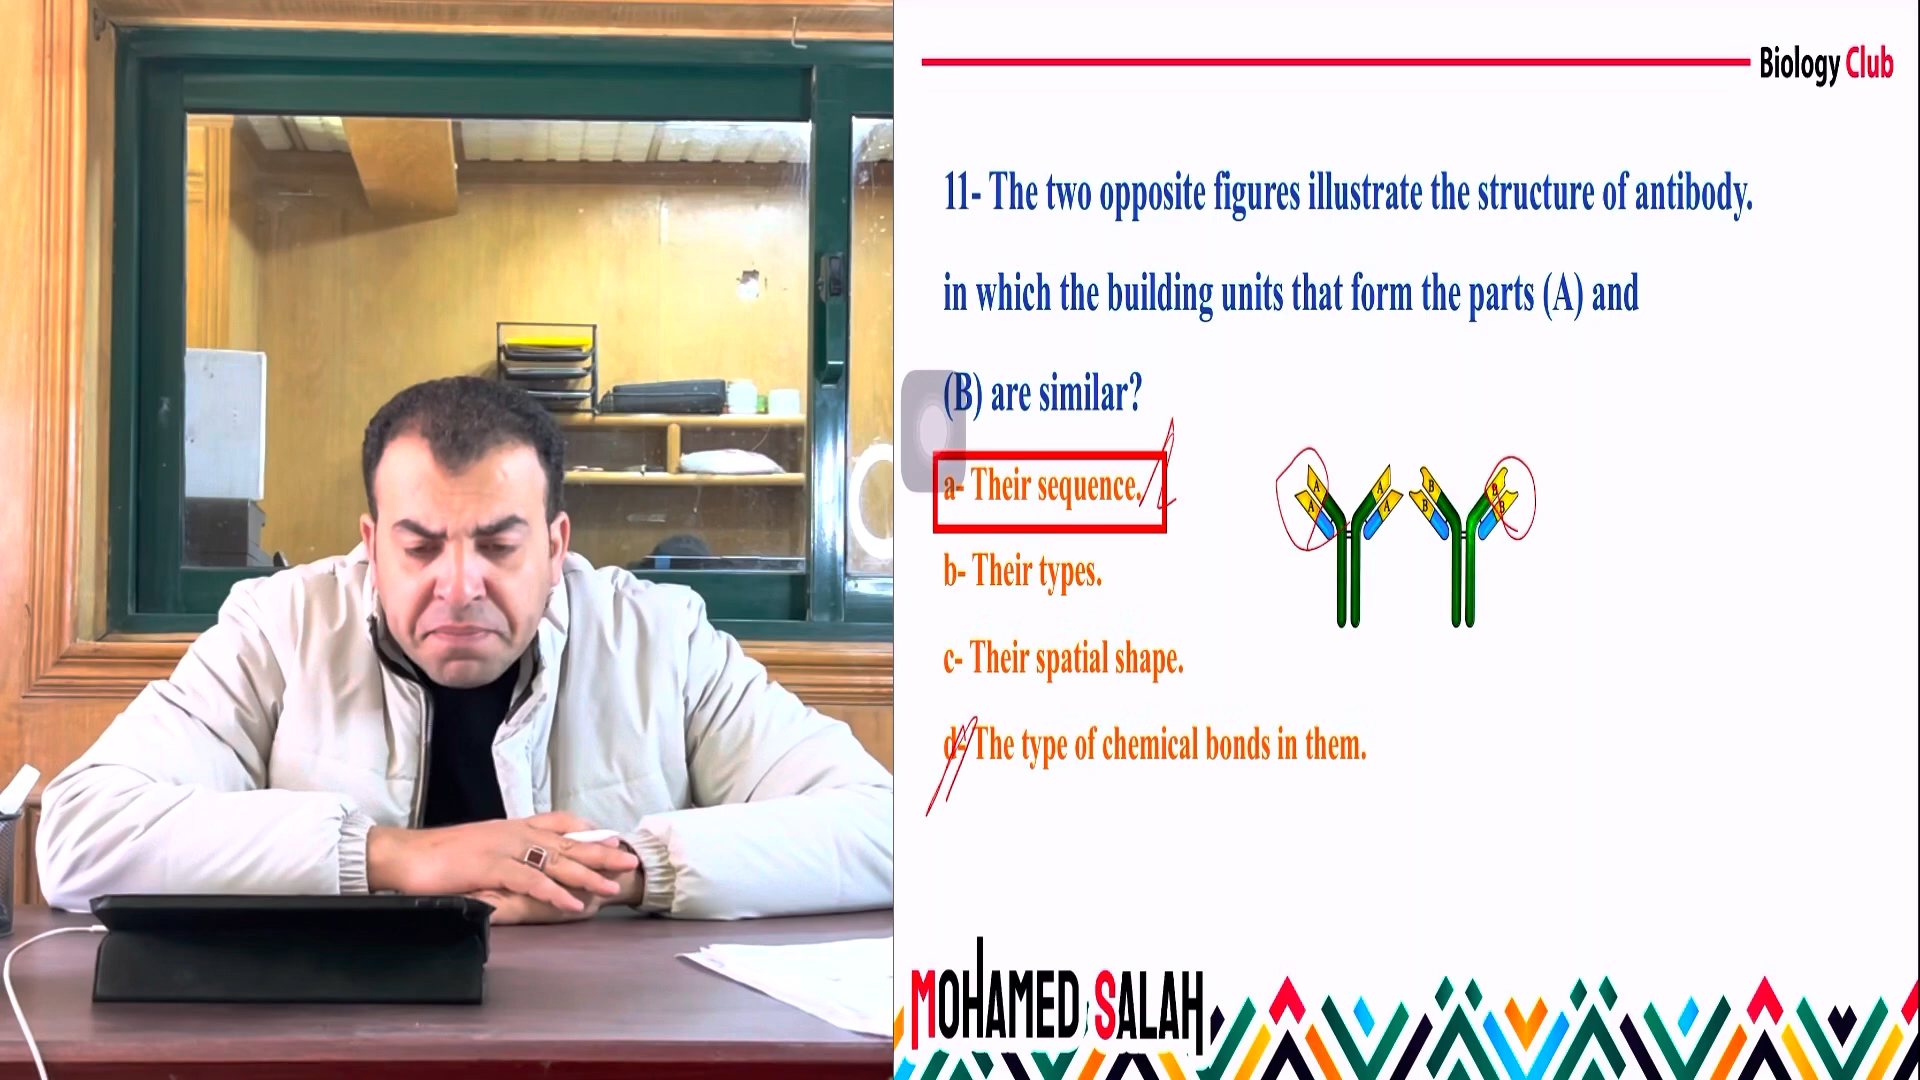 Biology Club
11- The two opposite figures illustrate the structure of antibody.
in which the building units that form the parts (A) and
(B) are similar?
a- Their sequence.
b- Their types.
c- Their spatial shape.
d- The type of chemical bonds in them.
A A B B
A A B B
MOHAMED SALAH